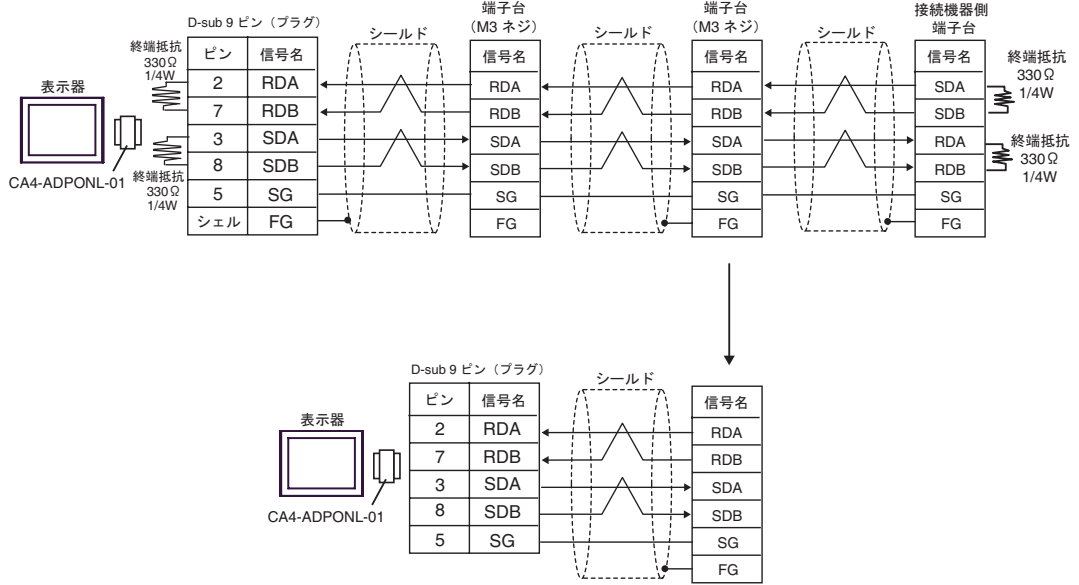 D-sub 9 ピン（プラグ）
シールド
端子台
（M3 ネジ）
シールド
端子台
（M3 ネジ）
シールド
接続機器側
端子台
終端抵抗
330Ω
1/4W
ピン 信号名
2 RDA
7 RDB
3 SDA
8 SDB
5 SG
シェル FG
表示器
CA4-ADPONL-01
終端抵抗
330Ω
1/4W
信号名
RDA
RDB
SDA
SDB
SG
FG
信号名
RDA
RDB
SDA
SDB
SG
FG
信号名
SDA
SDB
RDA
RDB
SG
FG
終端抵抗
330Ω
1/4W
終端抵抗
330Ω
1/4W
D-sub 9 ピン（プラグ）
シールド
表示器
CA4-ADPONL-01
ピン 信号名
2 RDA
7 RDB
3 SDA
8 SDB
5 SG
信号名
RDA
RDB
SDA
SDB
SG
FG